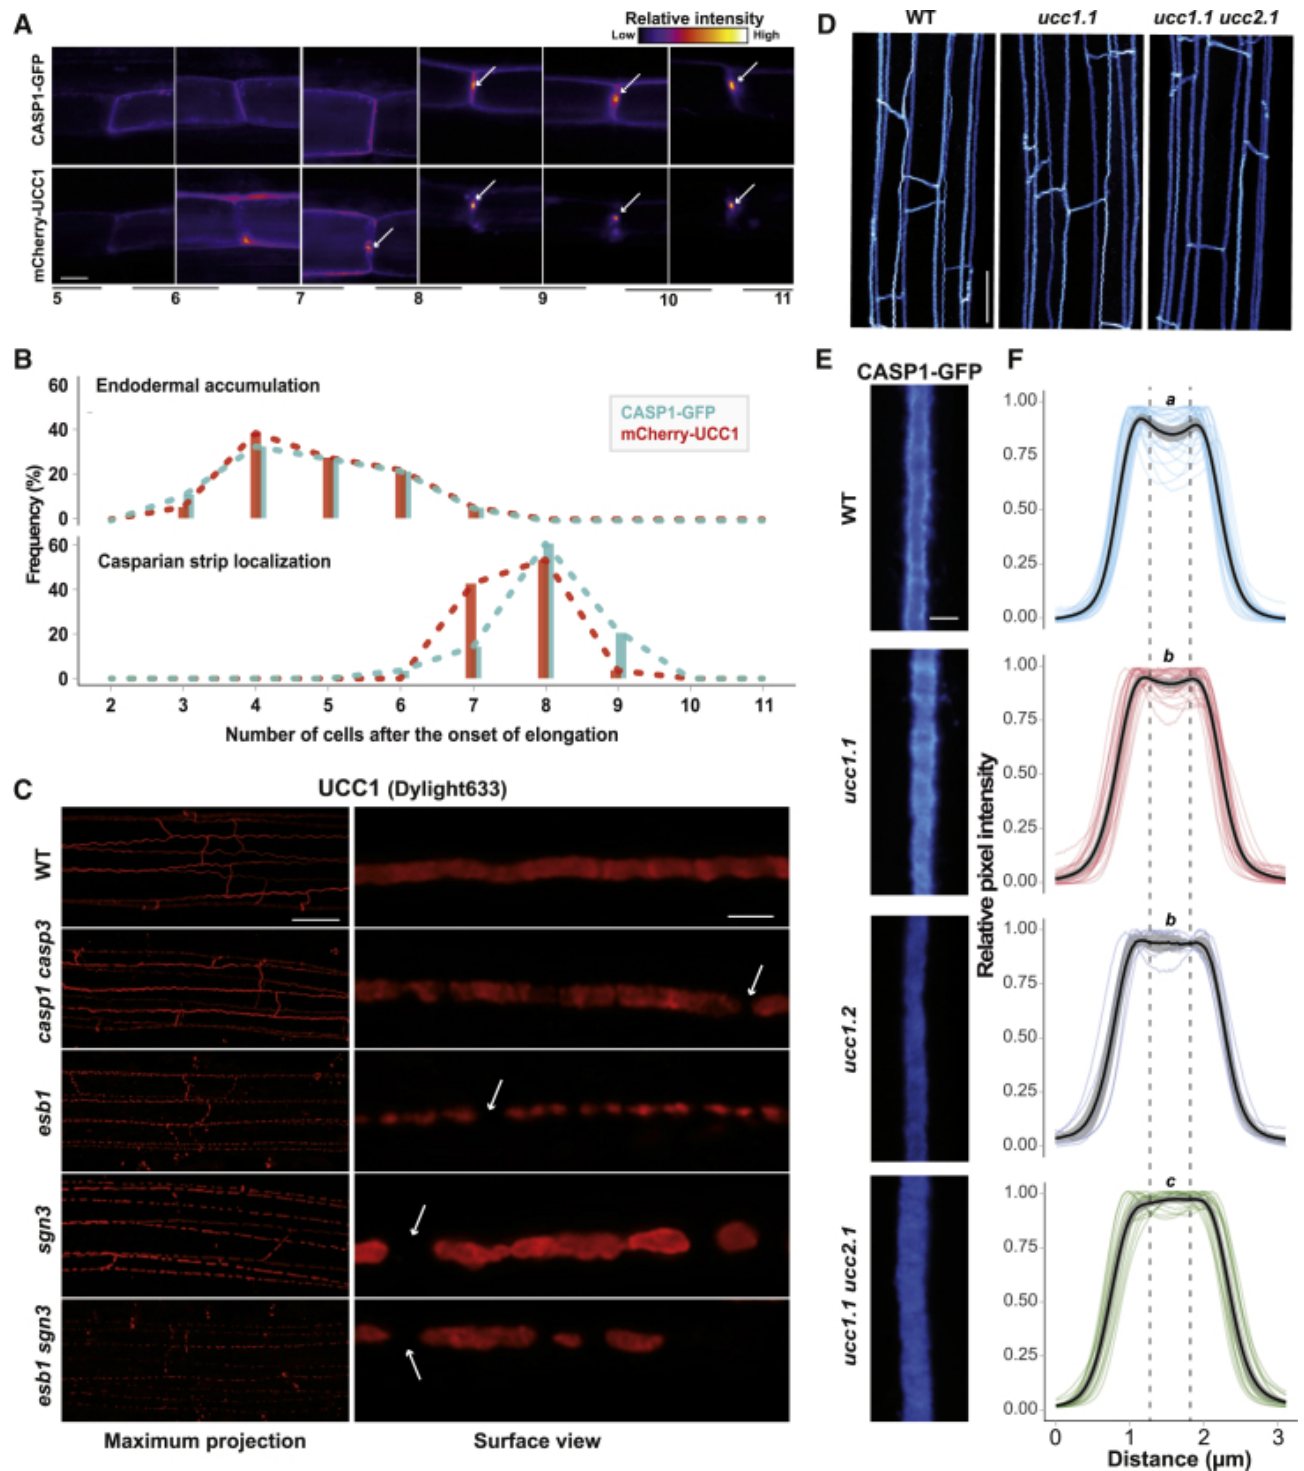 A
Relative intensity
Low High
CASP1-GFP
mCherry-UCC1
5 6 7 8 9 10 11
B
Endodermal accumulation
CASP1-GFP
mCherry-UCC1
Casparian strip localization
Frequency (%)
60
40
20
0
60
40
20
0
2 3 4 5 6 7 8 9 10 11
Number of cells after the onset of elongation
C
UCC1 (Dylight633)
WT
casp1 casp3
esb1
sgn3
esb1 sgn3
Maximum projection
Surface view
D
WT
ucc1.1
ucc1.1 ucc2.1
E
CASP1-GFP
WT
ucc1.1
ucc1.2
ucc1.1 ucc2.1
F
Relative pixel intensity
a
1.00
0.75
0.50
0.25
0.00
b
1.00
0.75
0.50
0.25
0.00
b
1.00
0.75
0.50
0.25
0.00
c
1.00
0.75
0.50
0.25
0.00
0 1 2 3
Distance (µm)